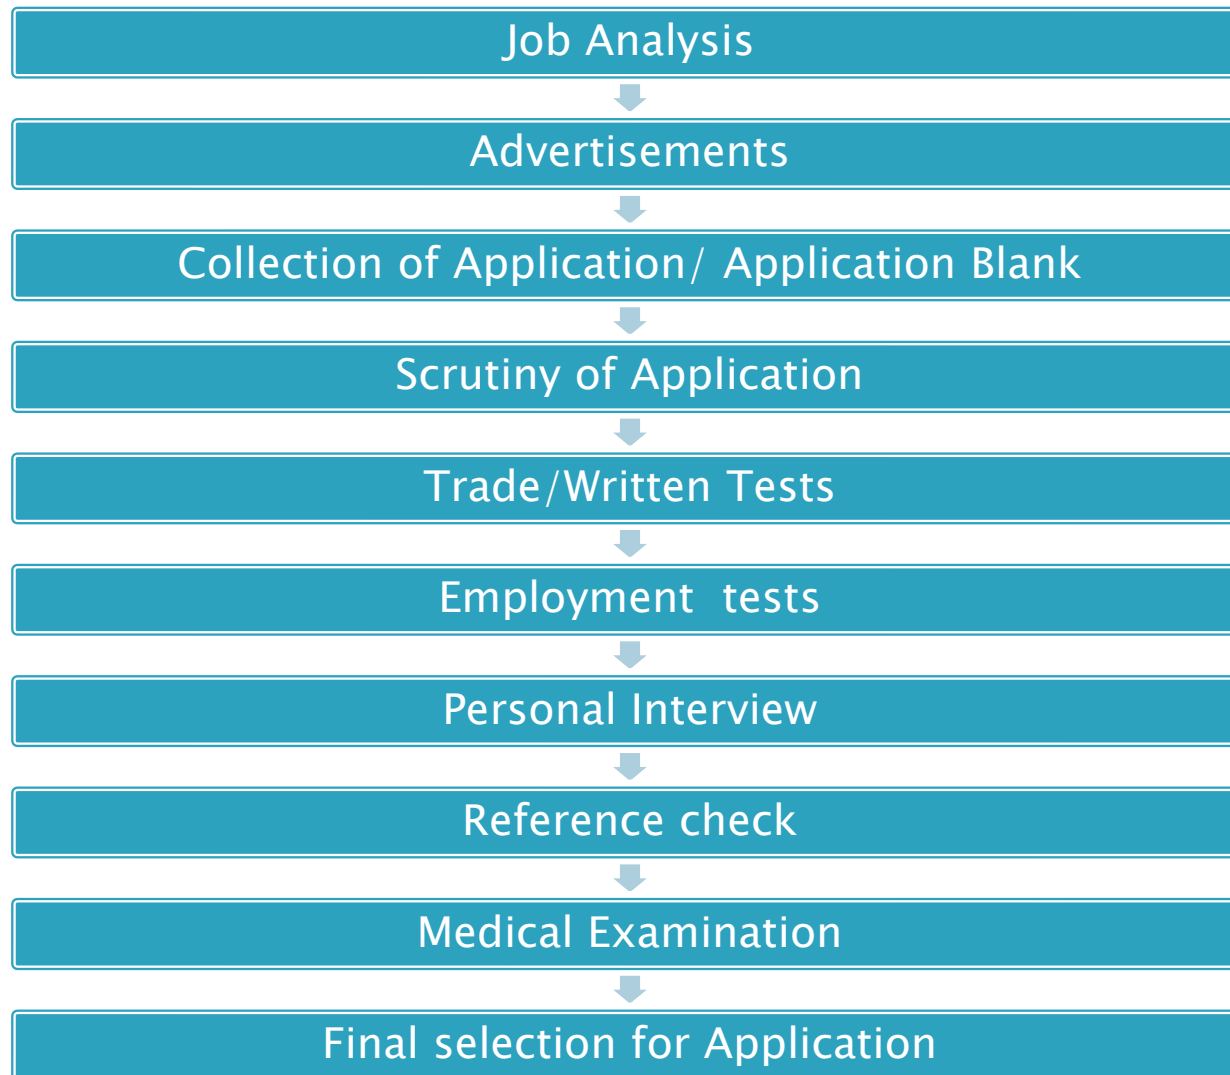 Job Analysis
Advertisements
Collection of Application/ Application Blank
Scrutiny of Application
Trade/Written Tests
Employment  tests
Personal Interview
Reference check
Medical Examination
Final selection for Application